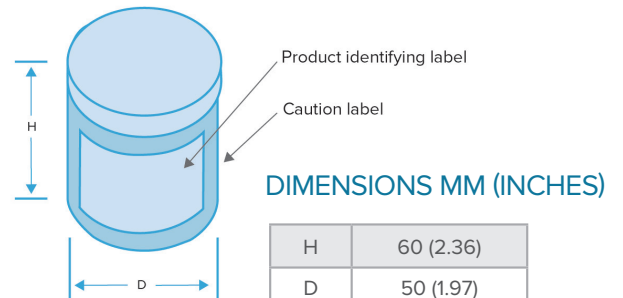 Product identifying label
Caution label
H
DIMENSIONS MM (INCHES)
H 60 (2.36)
D 50 (1.97)
D